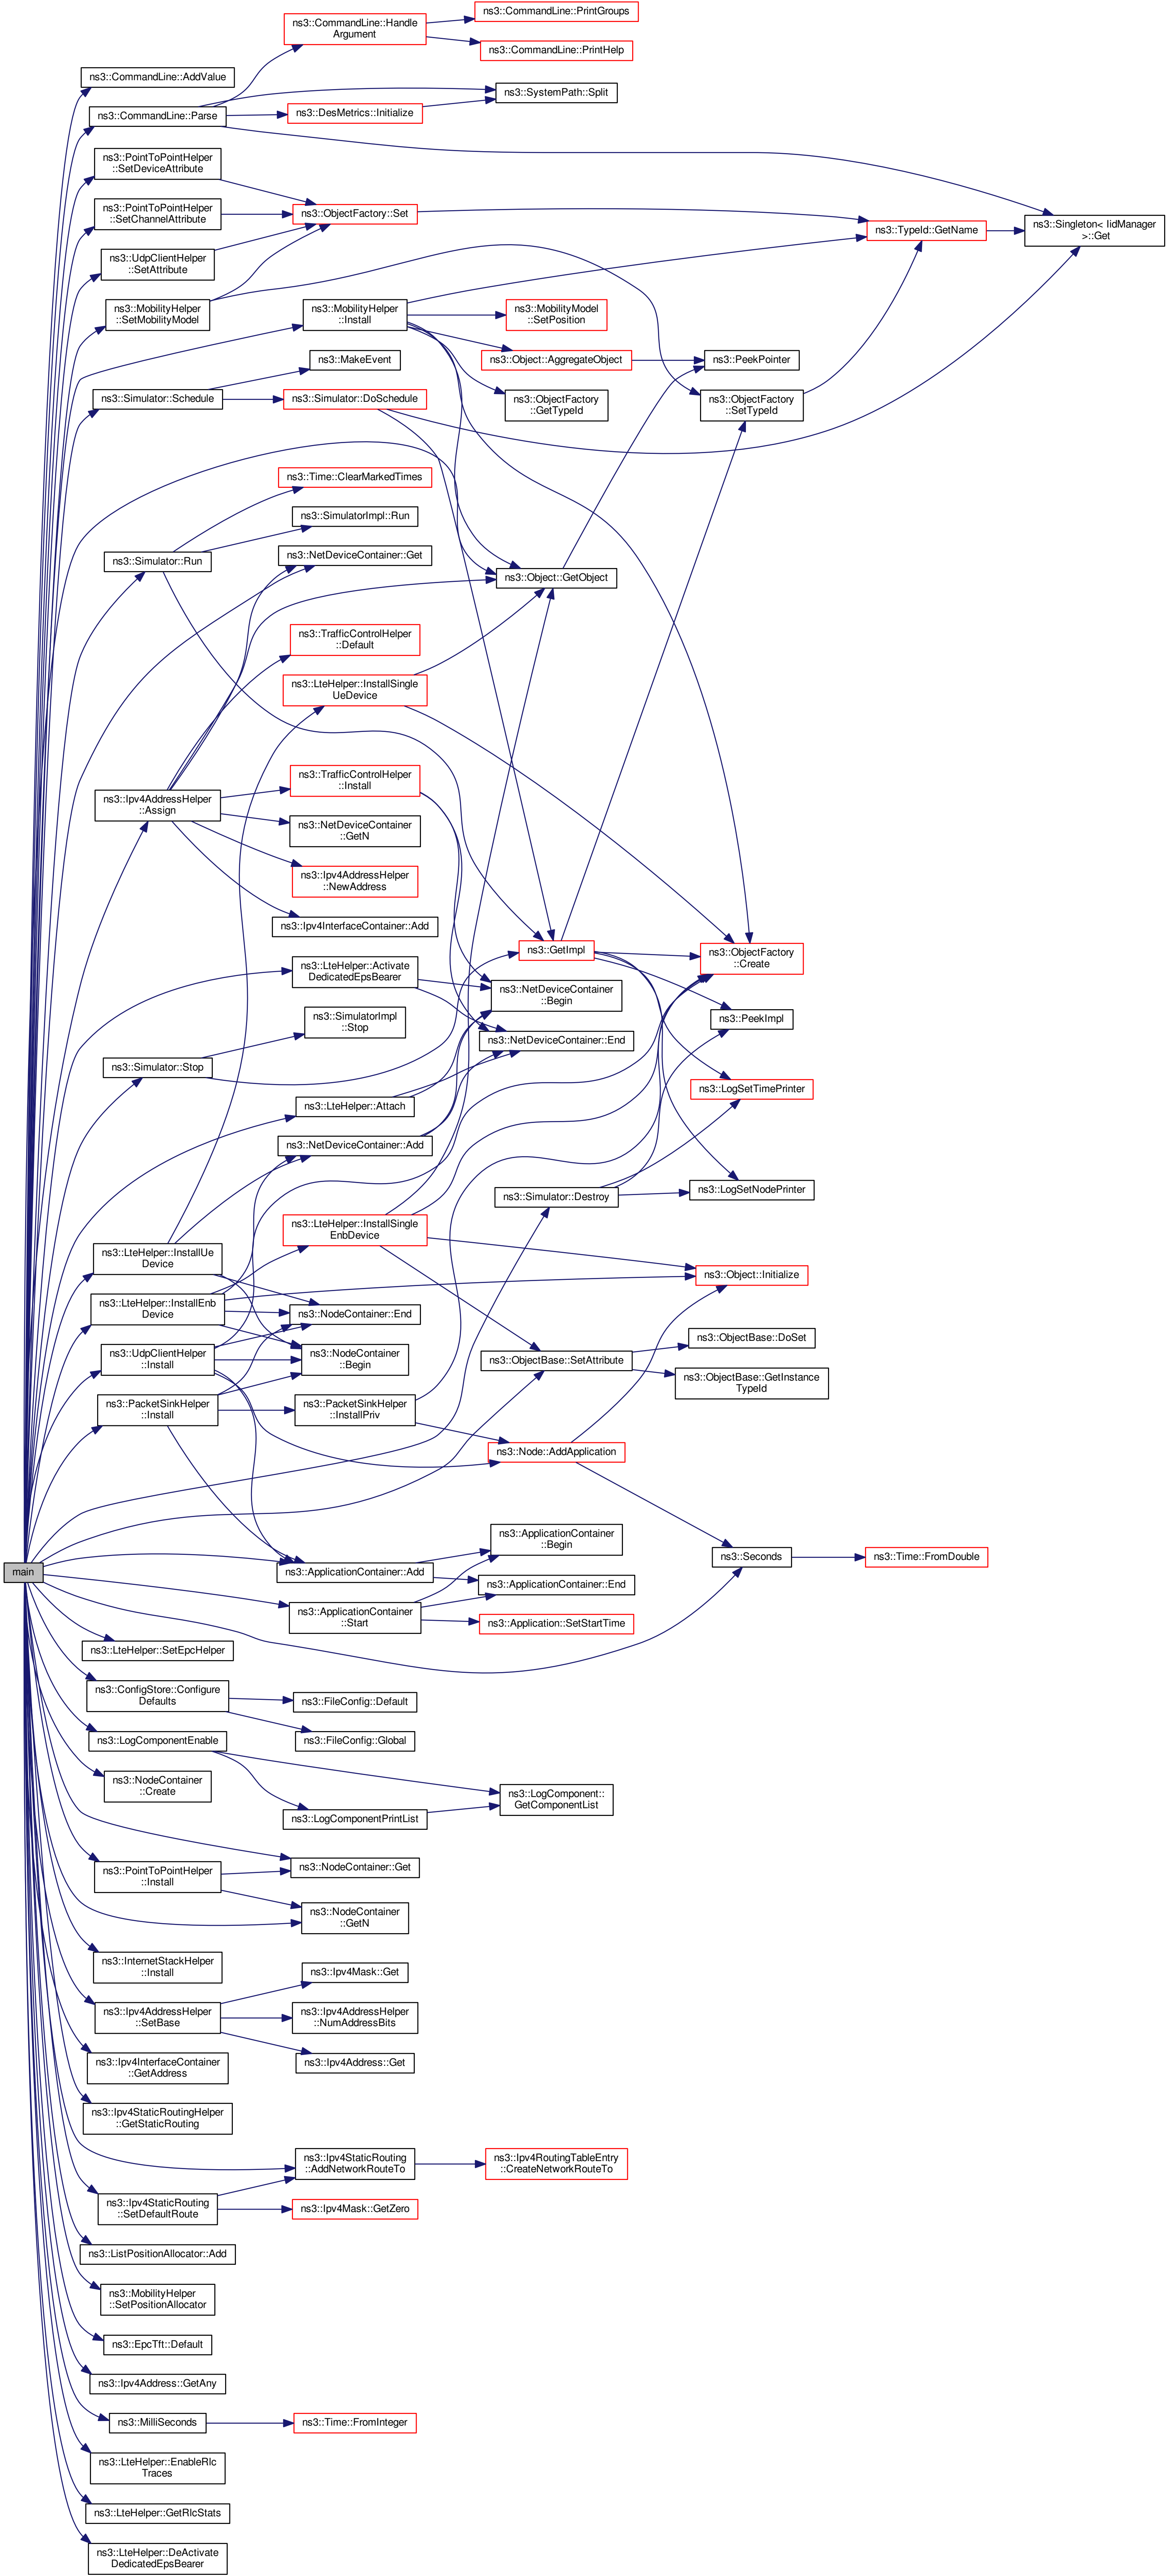 ns3::CommandLine::PrintGroups
ns3::CommandLine::Handle
Argument
ns3::CommandLine::PrintHelp
ns3::CommandLine::AddValue
ns3::SystemPath::Split
ns3::CommandLine::Parse
ns3::DesMetrics::Initialize
ns3::PointToPointHelper
::SetDeviceAttribute
ns3::PointToPointHelper
::SetChannelAttribute
ns3::ObjectFactory::Set
ns3::TypeId::GetName
ns3::Singleton< IidManager
>::Get
ns3::UdpClientHelper
::SetAttribute
ns3::MobilityHelper
::SetMobilityModel
ns3::MobilityHelper
::Install
ns3::MobilityModel
::SetPosition
ns3::MakeEvent
ns3::Object::AggregateObject
ns3::PeekPointer
ns3::Simulator::Schedule
ns3::Simulator::DoSchedule
ns3::ObjectFactory
::GetTypeId
ns3::ObjectFactory
::SetTypeId
ns3::Time::ClearMarkedTimes
ns3::SimulatorImpl::Run
ns3::Simulator::Run
ns3::NetDeviceContainer::Get
ns3::Object::GetObject
ns3::TrafficControlHelper
::Default
ns3::LteHelper::InstallSingle
UeDevice
ns3::TrafficControlHelper
::Install
ns3::Ipv4AddressHelper
::Assign
ns3::NetDeviceContainer
::GetN
ns3::Ipv4AddressHelper
::NewAddress
ns3::Ipv4InterfaceContainer::Add
ns3::GetImpl
ns3::ObjectFactory
::Create
ns3::LteHelper::Activate
DedicatedEpsBearer
ns3::NetDeviceContainer
::Begin
ns3::SimulatorImpl
::Stop
ns3::PeekImpl
ns3::NetDeviceContainer::End
ns3::Simulator::Stop
ns3::LogSetTimePrinter
ns3::LteHelper::Attach
ns3::NetDeviceContainer::Add
ns3::Simulator::Destroy
ns3::LogSetNodePrinter
ns3::LteHelper::InstallSingle
EnbDevice
ns3::LteHelper::InstallUe
Device
ns3::Object::Initialize
ns3::LteHelper::InstallEnb
Device
ns3::NodeContainer::End
ns3::ObjectBase::DoSet
ns3::UdpClientHelper
::Install
ns3::NodeContainer
::Begin
ns3::ObjectBase::SetAttribute
ns3::ObjectBase::GetInstance
TypeId
ns3::PacketSinkHelper
::Install
ns3::PacketSinkHelper
::InstallPriv
ns3::Node::AddApplication
ns3::ApplicationContainer
::Begin
ns3::Seconds
ns3::Time::FromDouble
main
ns3::ApplicationContainer::Add
ns3::ApplicationContainer::End
ns3::ApplicationContainer
::Start
ns3::Application::SetStartTime
ns3::LteHelper::SetEpcHelper
ns3::ConfigStore::Configure
Defaults
ns3::FileConfig::Default
ns3::LogComponentEnable
ns3::FileConfig::Global
ns3::NodeContainer
::Create
ns3::LogComponent::
GetComponentList
ns3::LogComponentPrintList
ns3::PointToPointHelper
::Install
ns3::NodeContainer::Get
ns3::NodeContainer
::GetN
ns3::InternetStackHelper
::Install
ns3::Ipv4Mask::Get
ns3::Ipv4AddressHelper
::SetBase
ns3::Ipv4AddressHelper
::NumAddressBits
ns3::Ipv4InterfaceContainer
::GetAddress
ns3::Ipv4Address::Get
ns3::Ipv4StaticRoutingHelper
::GetStaticRouting
ns3::Ipv4StaticRouting
::AddNetworkRouteTo
ns3::Ipv4RoutingTableEntry
::CreateNetworkRouteTo
ns3::Ipv4StaticRouting
::SetDefaultRoute
ns3::Ipv4Mask::GetZero
ns3::ListPositionAllocator::Add
ns3::MobilityHelper
::SetPositionAllocator
ns3::EpcTft::Default
ns3::Ipv4Address::GetAny
ns3::MilliSeconds
ns3::Time::FromInteger
ns3::LteHelper::EnableRlc
Traces
ns3::LteHelper::GetRlcStats
ns3::LteHelper::DeActivate
DedicatedEpsBearer